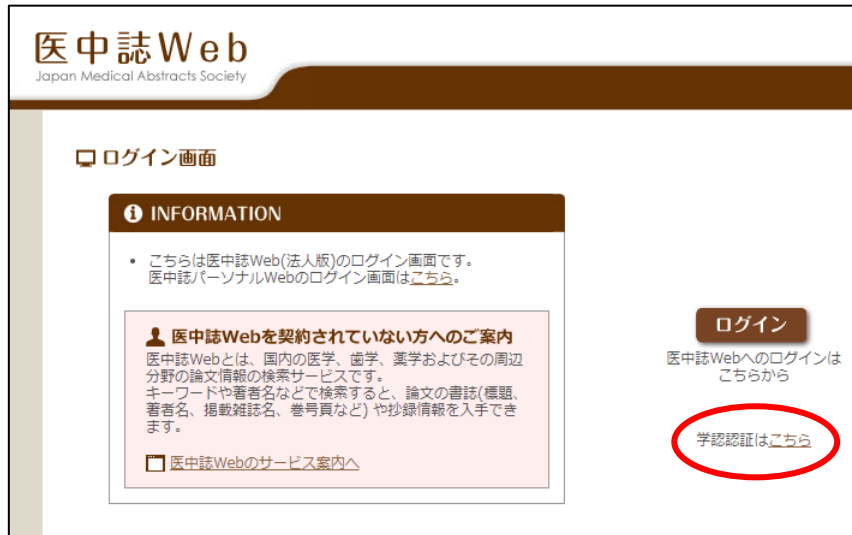 医中誌Web
Japan Medical Abstracts Society
ログイン画面
INFORMATION
• こちらは医中誌Web(法人版)のログイン画面です。
医中誌パーソナルWebのログイン画面はこちら。
医中誌Webを契約されていない方へのご案内
医中誌Webとは、国内の医学、歯学、薬学およびその周辺
分野の論文情報の検索サービスです。
キーワードや著者名などで検索すると、論文の書誌(標題、
著者名、掲載雑誌名、巻号頁など) や抄録情報を入手でき
ます。
医中誌Webのサービス案内へ
ログイン
医中誌Webへのログインは
こちらから
学認認証はこちら